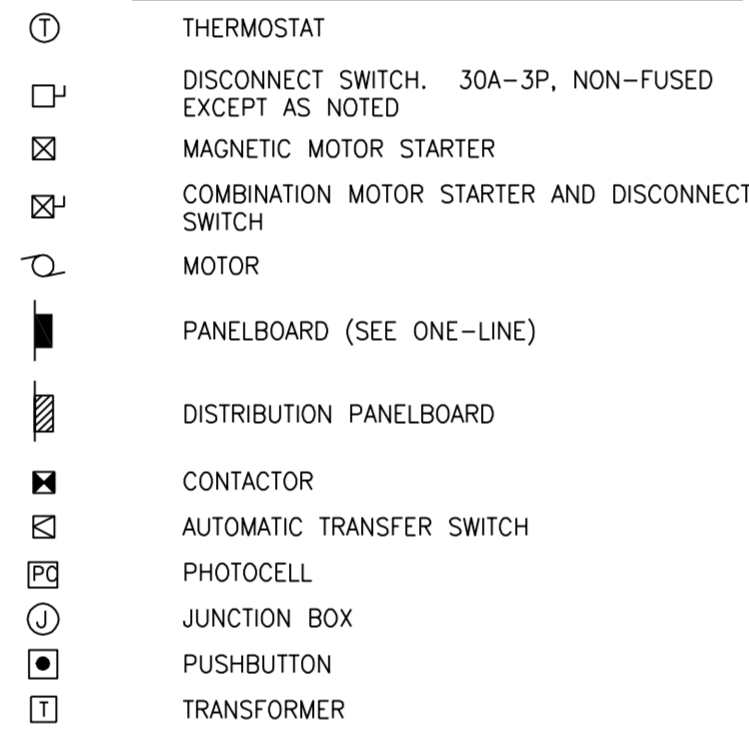 T THERMOSTAT
DISCONNECT SWITCH. 30A-3P, NON-FUSED
EXCEPT AS NOTED
MAGNETIC MOTOR STARTER
COMBINATION MOTOR STARTER AND DISCONNECT
SWITCH
MOTOR
PANELBOARD (SEE ONE-LINE)
DISTRIBUTION PANELBOARD
CONTACTOR
AUTOMATIC TRANSFER SWITCH
PC PHOTOCELL
J JUNCTION BOX
PUSHBUTTON
T TRANSFORMER